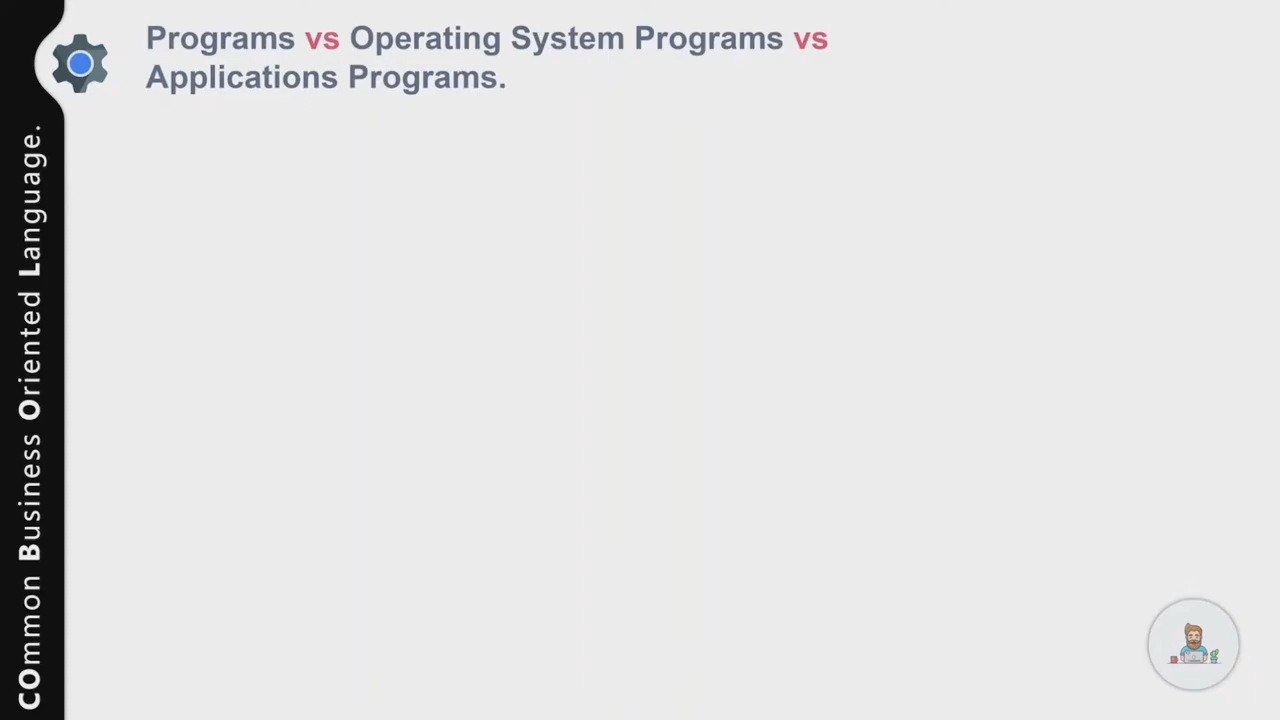 Programs vs Operating System Programs vs
Applications Programs.
COmmon Business Oriented Language.